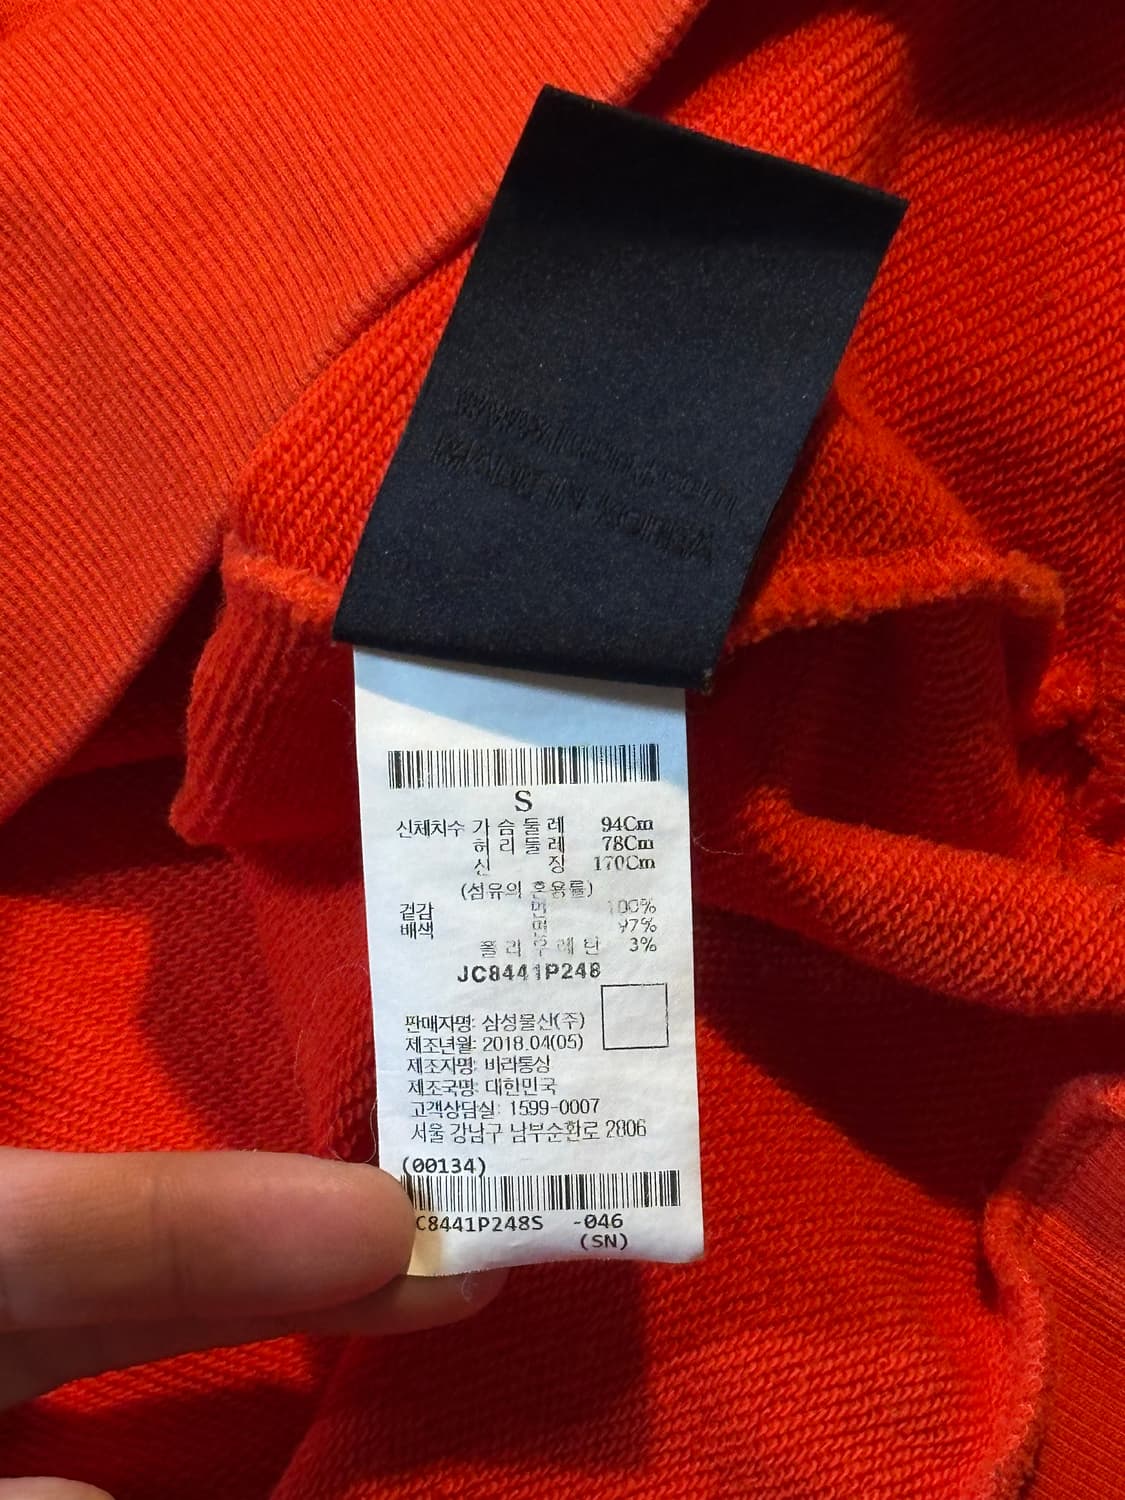 MADE IN KOREA
S
신체치수 가 슴 둘 레 94Cm
허 리 둘 레 78Cm
신 장 170Cm
(섬유의 혼용률)
겉감 면 100%
배색 면 97%
폴 리 우 레 탄 3%
JC8441P248
판매자명: 삼성물산(주)
제조년월: 2018.04(05)
제조자명: 비라통상
제조국명: 대한민국
고객상담실: 1599-0007
서울 강남구 남부순환로 2806
(00134)
C8441P248S -046
(SN)